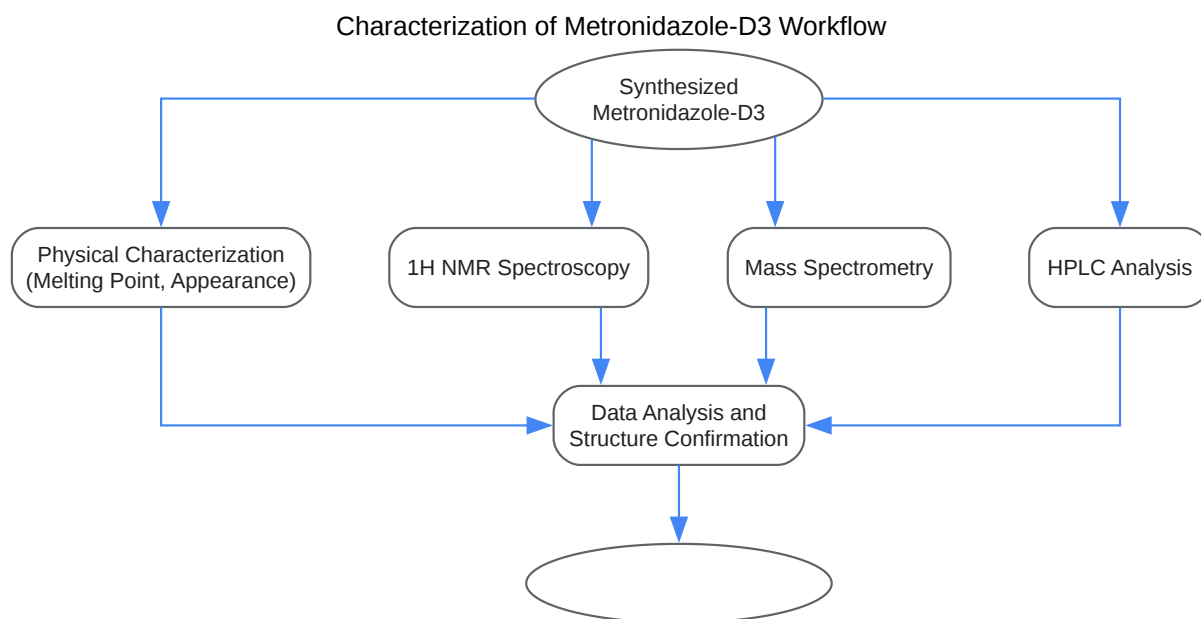 Characterization of Metronidazole-D3 Workflow
Synthesized
Metronidazole-D3
Physical Characterization
(Melting Point, Appearance)
1H NMR Spectroscopy
Mass Spectrometry
HPLC Analysis
Data Analysis and
Structure Confirmation